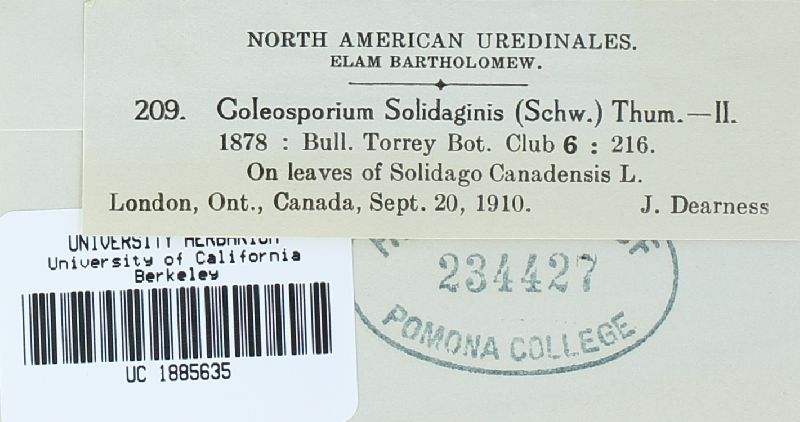 NORTH AMERICAN UREDINALES.
ELAM BARTHOLOMEW.
209. Coleosporium Solidaginis (Schw.) Thum.—II.
1878 : Bull. Torrey Bot. Club 6 : 216.
On leaves of Solidago Canadensis L.
London, Ont., Canada, Sept. 20, 1910. J. Dearness
UNIVERSITY HERBARIUM
University of California
Berkeley
UC 1885635
234427
POMONA COLLEGE